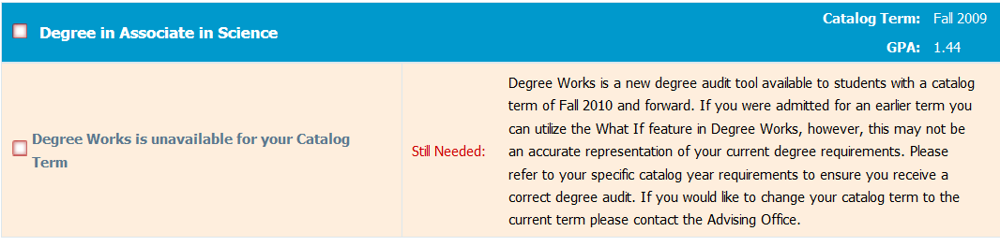 Degree in Associate in Science
Catalog Term: Fall 2009
GPA: 1.44
Degree Works is unavailable for your Catalog
Term
Still Needed:
Degree Works is a new degree audit tool available to students with a catalog
term of Fall 2010 and forward. If you were admitted for an earlier term you
can utilize the What If feature in Degree Works, however, this may not be
an accurate representation of your current degree requirements. Please
refer to your specific catalog year requirements to ensure you receive a
correct degree audit. If you would like to change your catalog term to the
current term please contact the Advising Office.